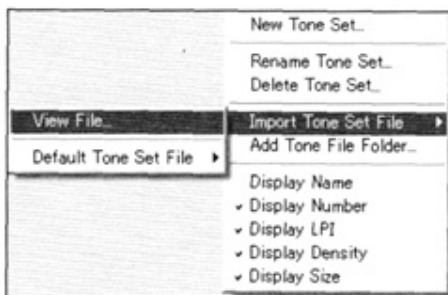 New Tone Set...
Rename Tone Set...
Delete Tone Set...
Import Tone Set File
Add Tone File Folder...
Display Name
Display Number
Display LPI
Display Density
Display Size
View File...
Default Tone Set File